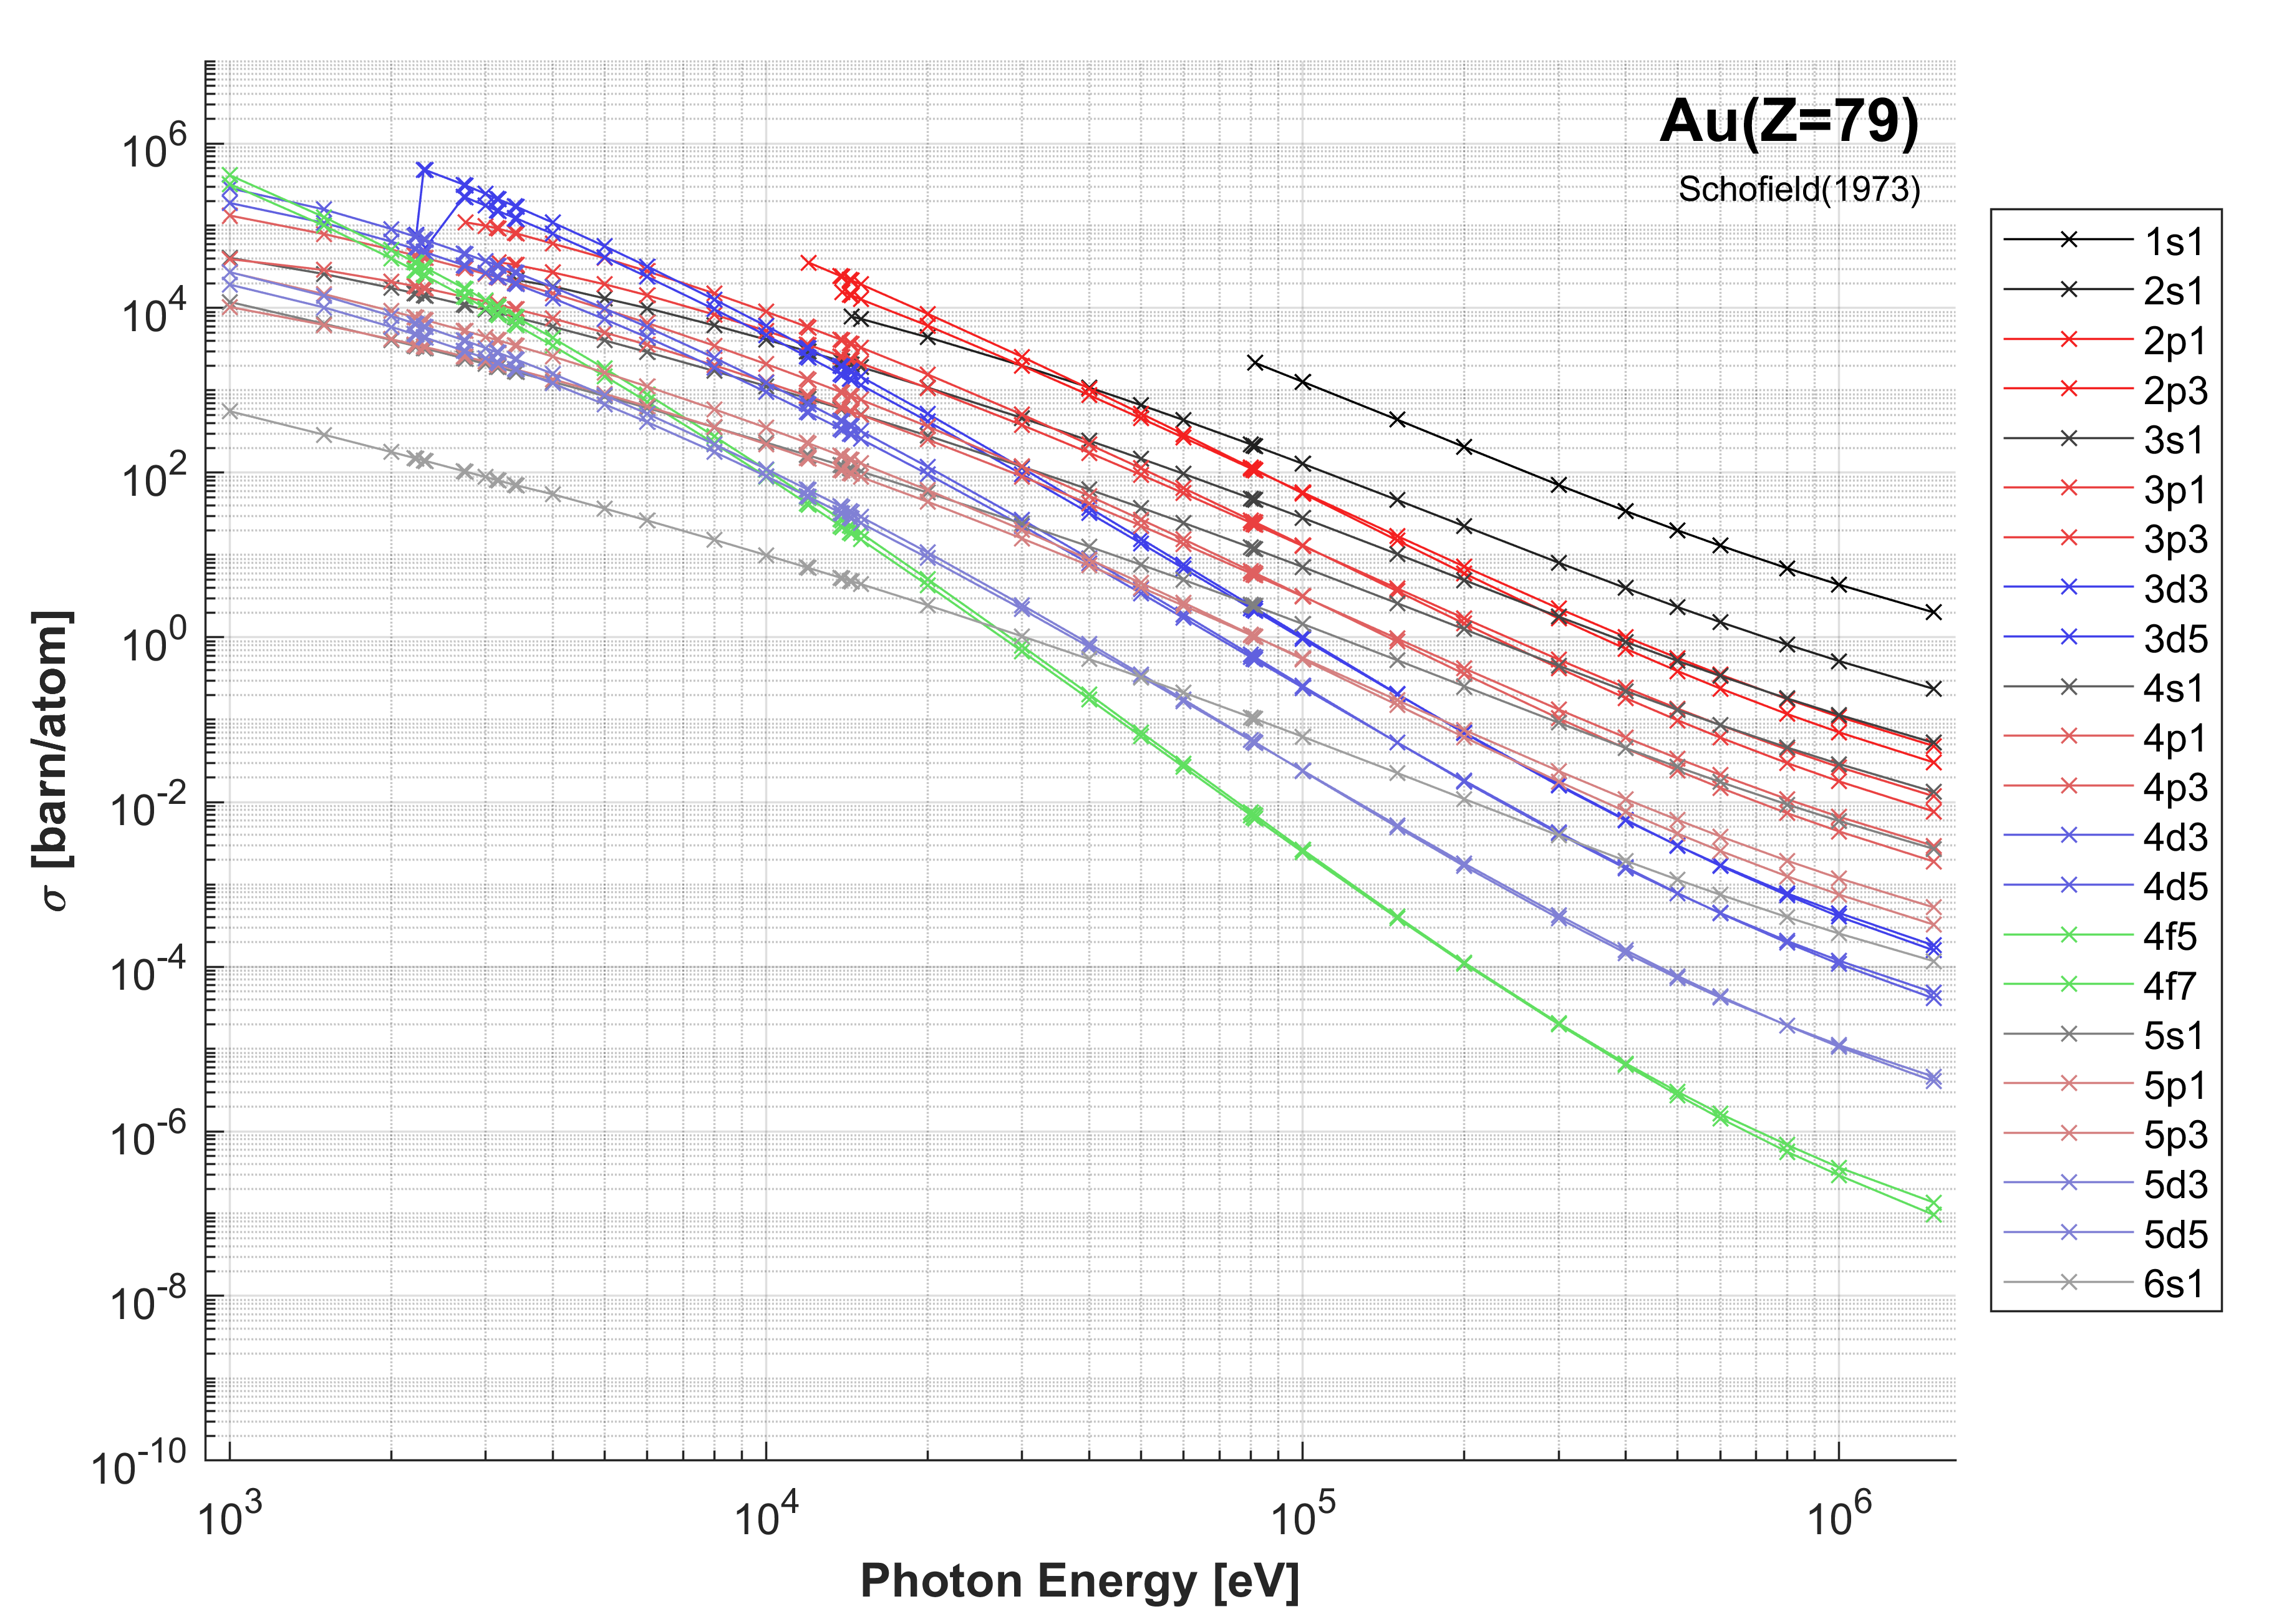 Au(Z=79)
Schofield(1973)
σ [barn/atom]
10^6
10^4
10^2
10^0
10^-2
10^-4
10^-6
10^-8
10^-10
10^3
10^4
10^5
10^6
Photon Energy [eV]
1s1
2s1
2p1
2p3
3s1
3p1
3p3
3d3
3d5
4s1
4p1
4p3
4d3
4d5
4f5
4f7
5s1
5p1
5p3
5d3
5d5
6s1